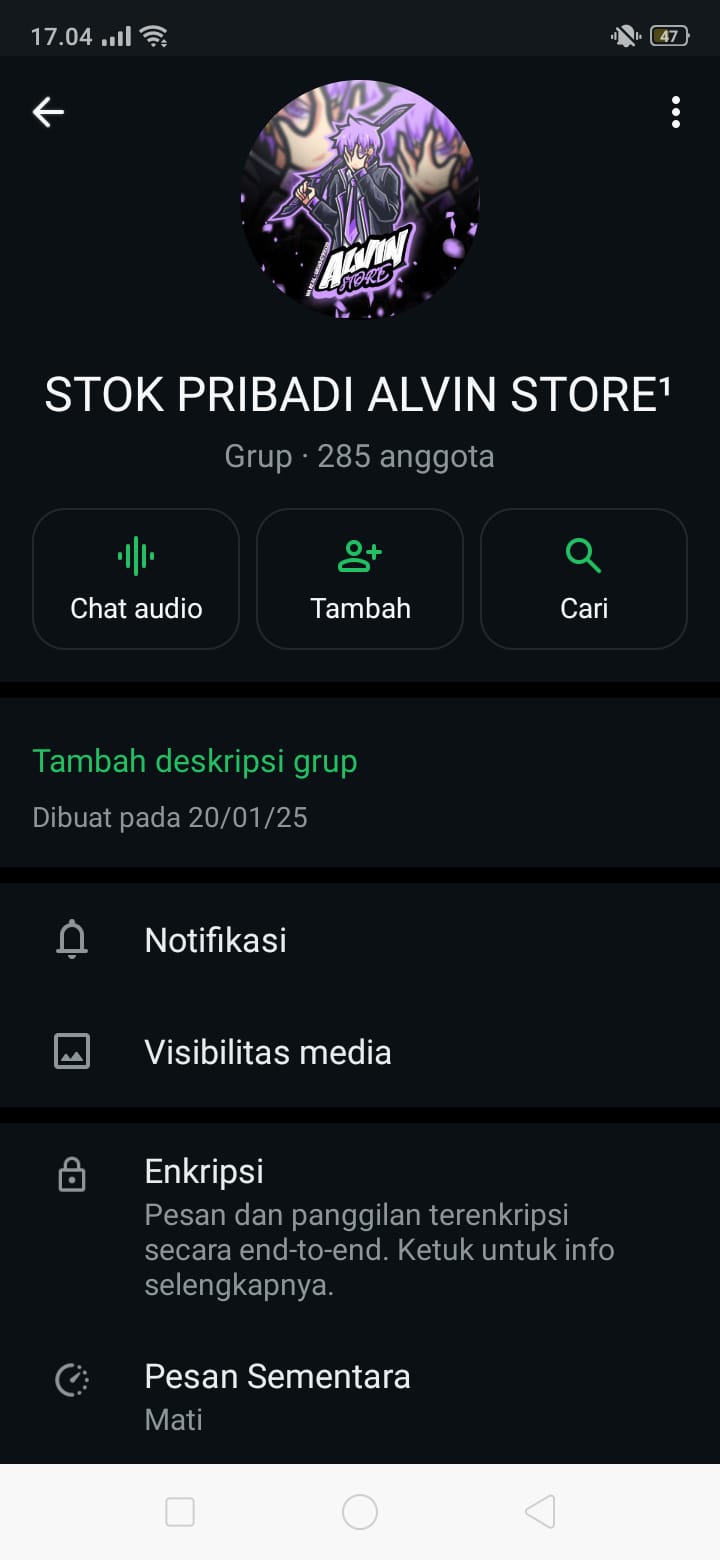 17.04
47
ALVIN
STORE
STOK PRIBADI ALVIN STORE¹
Grup · 285 anggota
Chat audio
Tambah
Cari
Tambah deskripsi grup
Dibuat pada 20/01/25
Notifikasi
Visibilitas media
Enkripsi
Pesan dan panggilan terenkripsi
secara end-to-end. Ketuk untuk info
selengkapnya.
Pesan Sementara
Mati